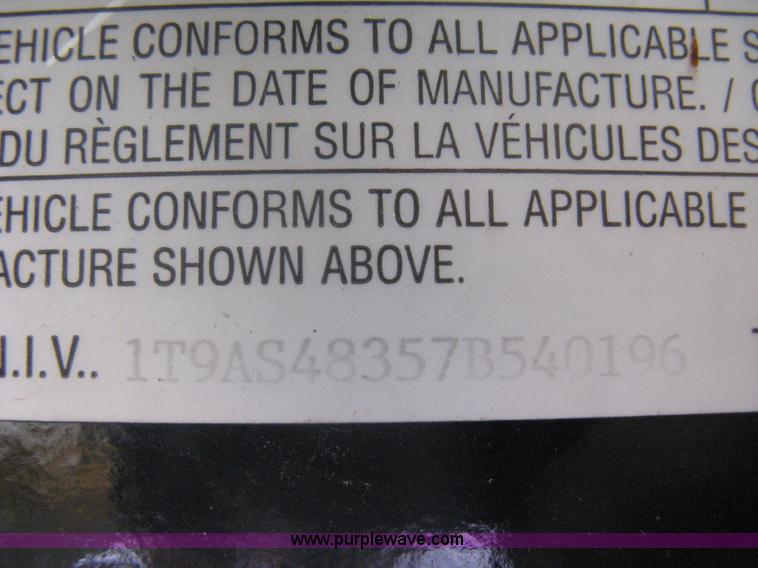 EHICLE CONFORMS TO ALL APPLICABLE S
ECT ON THE DATE OF MANUFACTURE. / C
DU RÈGLEMENT SUR LA VÉHICULES DES
EHICLE CONFORMS TO ALL APPLICABLE
ACTURE SHOWN ABOVE.
N.I.V.. 1T9AS48357B540196
www.purplewave.com